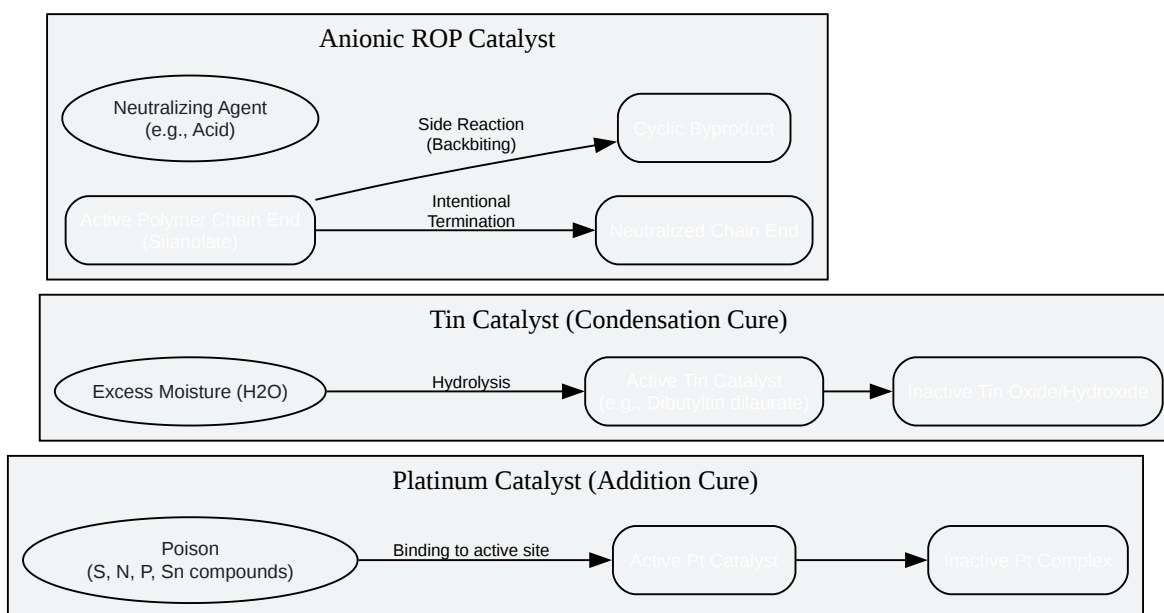 Anionic ROP Catalyst
Neutralizing Agent
(e.g., Acid)
Side Reaction
(Backbiting)
Cyclic Byproduct
Active Polymer Chain End
(Silanolate)
Intentional
Termination
Neutralized Chain End
Tin Catalyst (Condensation Cure)
Excess Moisture (H2O)
Hydrolysis
Active Tin Catalyst
(e.g., Dibutyltin dilaurate)
Inactive Tin Oxide/Hydroxide
Platinum Catalyst (Addition Cure)
Poison
(S, N, P, Sn compounds)
Binding to active site
Active Pt Catalyst
Inactive Pt Complex